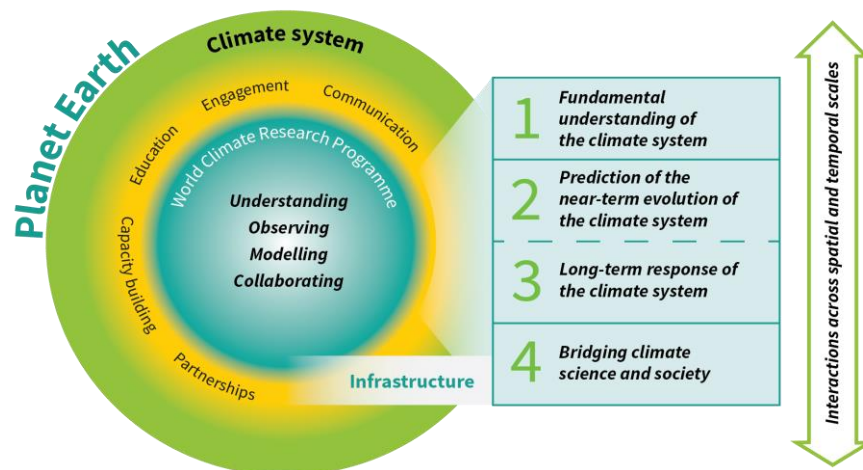 Planet Earth
Climate system
Communication
Engagement
Education
Capacity building
Partnerships
World Climate Research Programme
Understanding
Observing
Modelling
Collaborating
Infrastructure
1
Fundamental
understanding of
the climate system
2
Prediction of the
near-term evolution of
the climate system
3
Long-term response of
the climate system
4
Bridging climate
science and society
Interactions across spatial and temporal scales